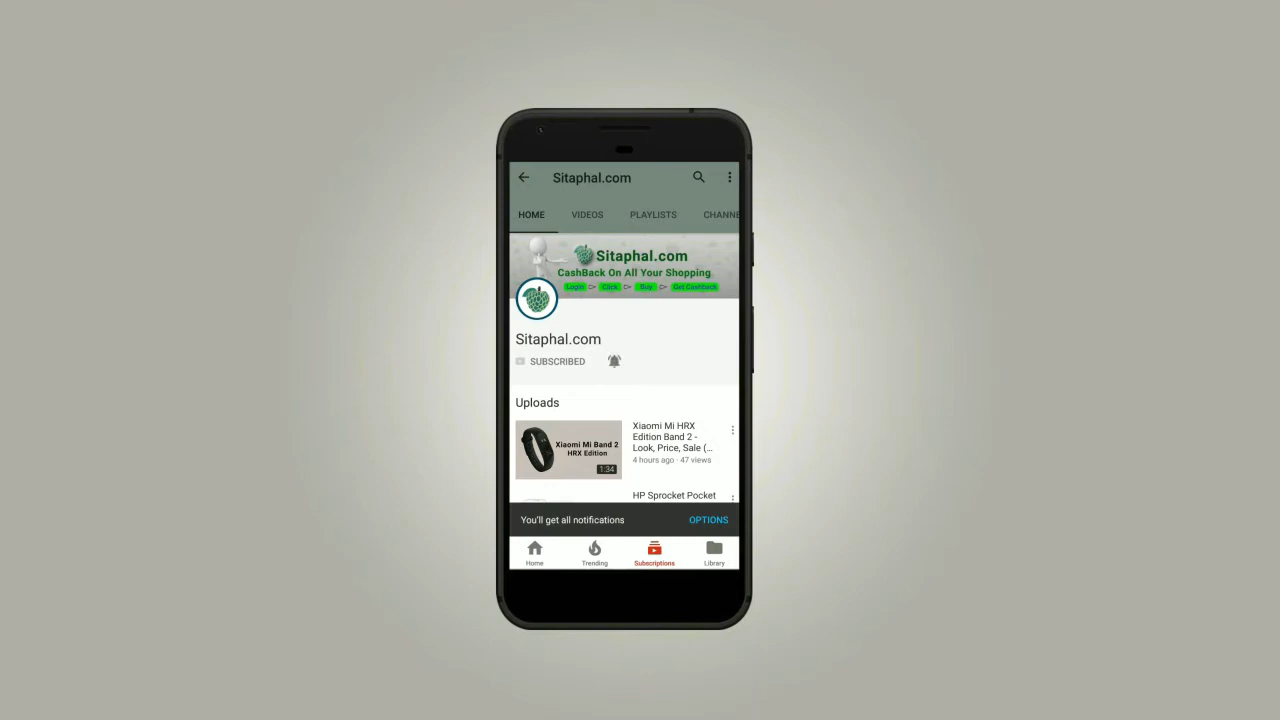 Sitaphal.com
HOME VIDEOS PLAYLISTS CHANNE
Sitaphal.com
CashBack On All Your Shopping
Login Click Buy Get Cashback
Sitaphal.com
SUBSCRIBED
Uploads
Xiaomi Mi Band 2
HRX Edition
1:34
Xiaomi Mi HRX
Edition Band 2 -
Look, Price, Sale (...
4 hours ago · 47 views
HP Sprocket Pocket
You'll get all notifications OPTIONS
Home Trending Subscriptions Library